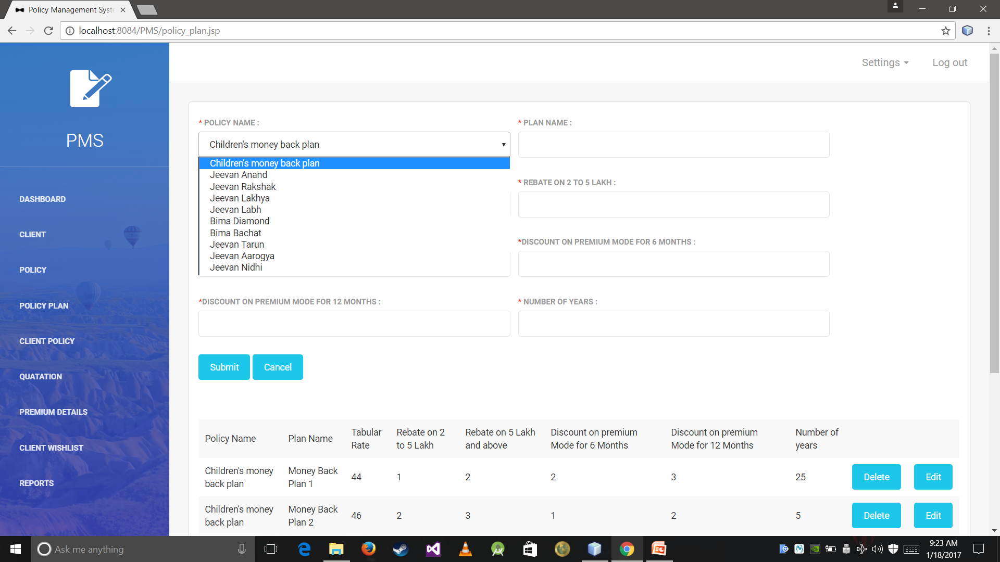 Policy Management Syste
localhost:8084/PMS/policy_plan.jsp
Settings
Log out
PMS
DASHBOARD
CLIENT
POLICY
POLICY PLAN
CLIENT POLICY
QUATATION
PREMIUM DETAILS
CLIENT WISHLIST
REPORTS
* POLICY NAME :
* PLAN NAME :
Children's money back plan
Children's money back plan
Jeevan Anand
Jeevan Rakshak
Jeevan Lakhya
Jeevan Labh
Bima Diamond
Bima Bachat
Jeevan Tarun
Jeevan Aarogya
Jeevan Nidhi
* REBATE ON 2 TO 5 LAKH :
*DISCOUNT ON PREMIUM MODE FOR 6 MONTHS :
*DISCOUNT ON PREMIUM MODE FOR 12 MONTHS :
* NUMBER OF YEARS :
Submit
Cancel
Policy Name
Plan Name
Tabular
Rate
Rebate on 2
to 5 Lakh
Rebate on 5 Lakh
and above
Discount on premium
Mode for 6 Months
Discount on premium
Mode for 12 Months
Number of
years
Children's money
back plan
Money Back
Plan 1
44
1
2
2
3
25
Delete
Edit
Children's money
back plan
Money Back
Plan 2
46
2
3
1
2
5
Delete
Edit
Ask me anything
9:23 AM
1/18/2017